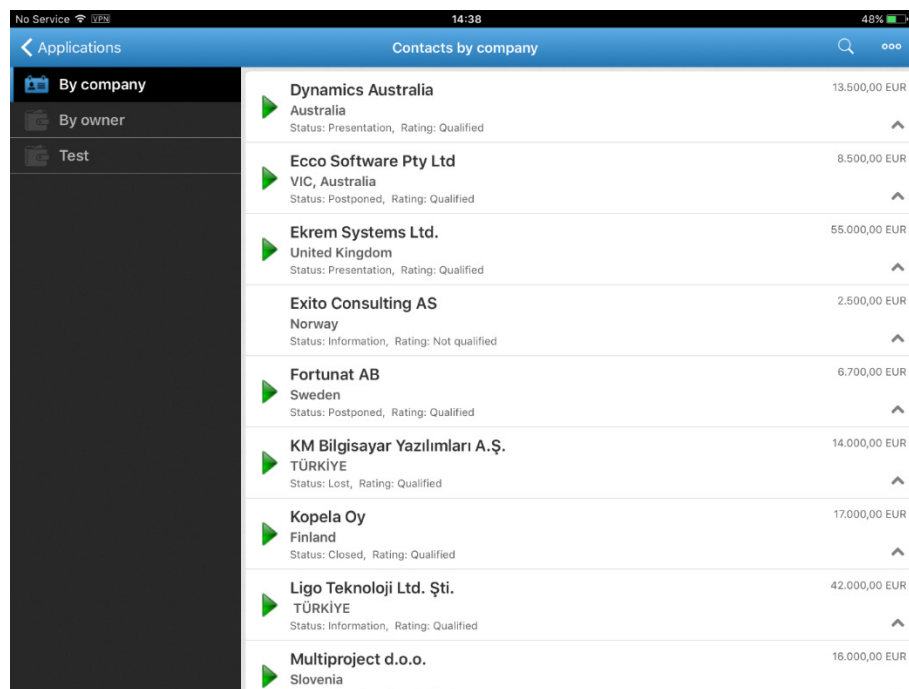 No Service VPN 14:38 48%
Applications Contacts by company
By company
By owner
Test
Dynamics Australia 13.500,00 EUR
Australia
Status: Presentation, Rating: Qualified
Ecco Software Pty Ltd 8.500,00 EUR
VIC, Australia
Status: Postponed, Rating: Qualified
Ekrem Systems Ltd. 55.000,00 EUR
United Kingdom
Status: Presentation, Rating: Qualified
Exito Consulting AS 2.500,00 EUR
Norway
Status: Information, Rating: Not qualified
Fortunat AB 6.700,00 EUR
Sweden
Status: Postponed, Rating: Qualified
KM Bilgisayar Yazılımları A.Ş. 14.000,00 EUR
TÜRKİYE
Status: Lost, Rating: Qualified
Kopela Oy 17.000,00 EUR
Finland
Status: Closed, Rating: Qualified
Ligo Teknoloji Ltd. Şti. 42.000,00 EUR
TÜRKİYE
Status: Information, Rating: Qualified
Multiproject d.o.o. 16.000,00 EUR
Slovenia